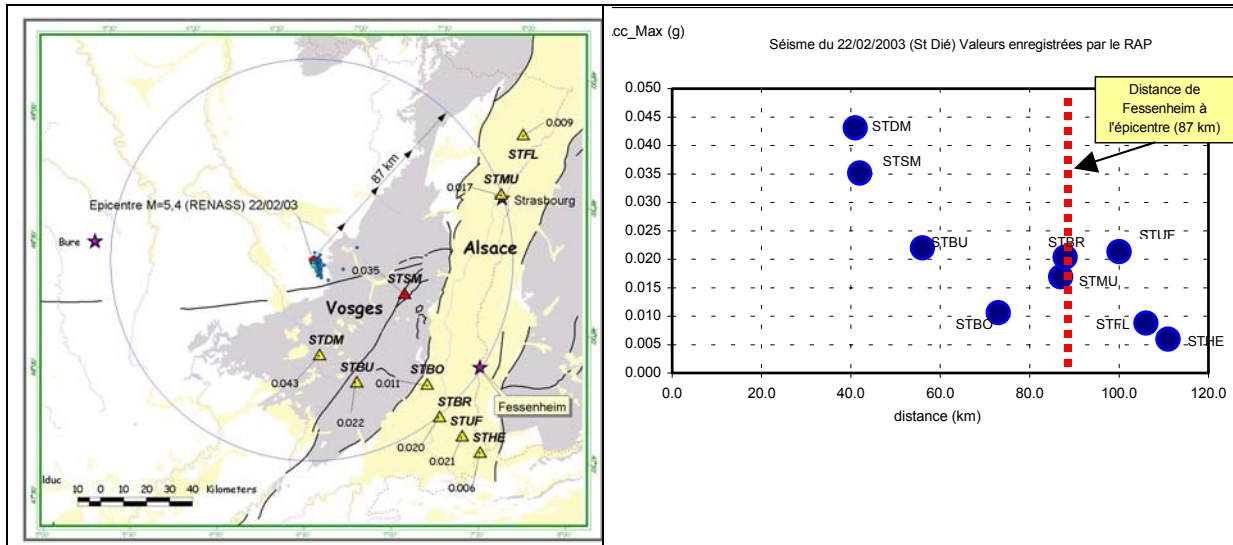 0.009
STFL
STMU
0.017
Strasbourg
87 km
Epicentre M=5,4 (RENASS) 22/02/03
Bure
Alsace
0.035
STSM
Vosges
STDM
0.043
STBU
0.022
0.011
STBO
Fessenheim
STBR
0.020
STUF
0.021
STHE
0.006
lduc
10 0 10 20 30 40 Kilometers
.cc_Max (g)
Séisme du 22/02/2003 (St Dié) Valeurs enregistrées par le RAP
Distance de
Fessenheim à
l'épicentre (87 km)
0.050
0.045
0.040
0.035
0.030
0.025
0.020
0.015
0.010
0.005
0.000
STDM
STSM
STBU
STBR
STUF
STMU
STBO
STFL
STHE
0.0 20.0 40.0 60.0 80.0 100.0 120.0
distance (km)